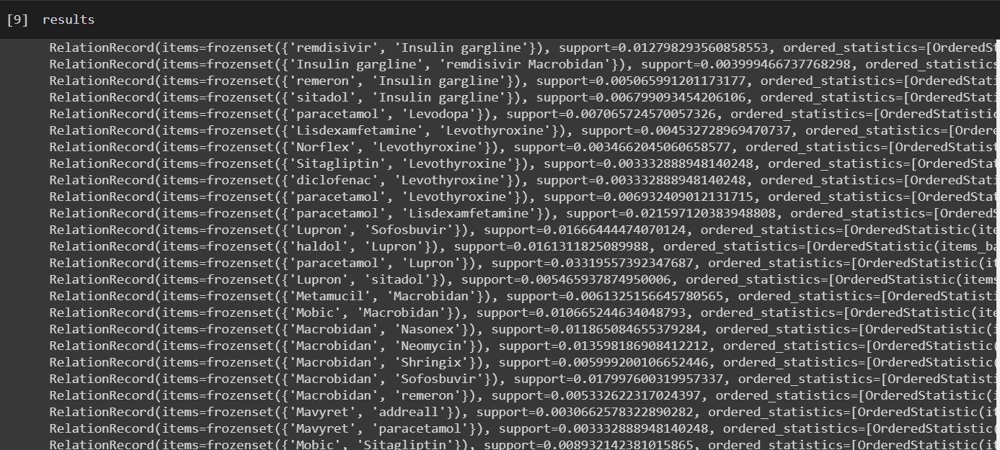 [9] results
RelationRecord(items=frozenset({'remdisivir', 'Insulin gargline'}), support=0.012798293560858553, ordered_statistics=[OrderedSt
RelationRecord(items=frozenset({'Insulin gargline', 'remdisivir Macrobidan'}), support=0.003999466737768298, ordered_statistics
RelationRecord(items=frozenset({'remeron', 'Insulin gargline'}), support=0.005065991201173177, ordered_statistics=[OrderedStati
RelationRecord(items=frozenset({'sitadol', 'Insulin gargline'}), support=0.006799093454206106, ordered_statistics=[OrderedStati
RelationRecord(items=frozenset({'paracetamol', 'Levodopa'}), support=0.007065724570057326, ordered_statistics=[OrderedStatistic
RelationRecord(items=frozenset({'Lisdexamfetamine', 'Levothyroxine'}), support=0.004532728969470737, ordered_statistics=[Ordere
RelationRecord(items=frozenset({'Norflex', 'Levothyroxine'}), support=0.0034662045060658577, ordered_statistics=[OrderedStatist
RelationRecord(items=frozenset({'Sitagliptin', 'Levothyroxine'}), support=0.003332888948140248, ordered_statistics=[OrderedStat
RelationRecord(items=frozenset({'diclofenac', 'Levothyroxine'}), support=0.003332888948140248, ordered_statistics=[OrderedStati
RelationRecord(items=frozenset({'paracetamol', 'Levothyroxine'}), support=0.006932409012131715, ordered_statistics=[OrderedStat
RelationRecord(items=frozenset({'paracetamol', 'Lisdexamfetamine'}), support=0.021597120383948808, ordered_statistics=[OrderedS
RelationRecord(items=frozenset({'Lupron', 'Sofosbuvir'}), support=0.01666444474070124, ordered_statistics=[OrderedStatistic(ite
RelationRecord(items=frozenset({'haldol', 'Lupron'}), support=0.0161311825089988, ordered_statistics=[OrderedStatistic(items_ba
RelationRecord(items=frozenset({'paracetamol', 'Lupron'}), support=0.03319557392347687, ordered_statistics=[OrderedStatistic(it
RelationRecord(items=frozenset({'Lupron', 'sitadol'}), support=0.005465937874950006, ordered_statistics=[OrderedStatistic(items
RelationRecord(items=frozenset({'Metamucil', 'Macrobidan'}), support=0.0061325156645780565, ordered_statistics=[OrderedStatisti
RelationRecord(items=frozenset({'Mobic', 'Macrobidan'}), support=0.010665244634048793, ordered_statistics=[OrderedStatistic(ite
RelationRecord(items=frozenset({'Macrobidan', 'Nasonex'}), support=0.011865084655379284, ordered_statistics=[OrderedStatistic(i
RelationRecord(items=frozenset({'Macrobidan', 'Neomycin'}), support=0.013598186908412212, ordered_statistics=[OrderedStatistic(
RelationRecord(items=frozenset({'Macrobidan', 'Shringix'}), support=0.005999200106652446, ordered_statistics=[OrderedStatistic(
RelationRecord(items=frozenset({'Macrobidan', 'Sofosbuvir'}), support=0.017997600319957337, ordered_statistics=[OrderedStatisti
RelationRecord(items=frozenset({'Macrobidan', 'remeron'}), support=0.005332622317024397, ordered_statistics=[OrderedStatistic(i
RelationRecord(items=frozenset({'Mavyret', 'addreall'}), support=0.0030662578322890282, ordered_statistics=[OrderedStatistic(it
RelationRecord(items=frozenset({'Mavyret', 'paracetamol'}), support=0.003332888948140248, ordered_statistics=[OrderedStatistic(
RelationRecord(items=frozenset({'Mobic', 'Sitagliptin'}), support=0.008932142381015865, ordered_statistics=[OrderedStatistic(it